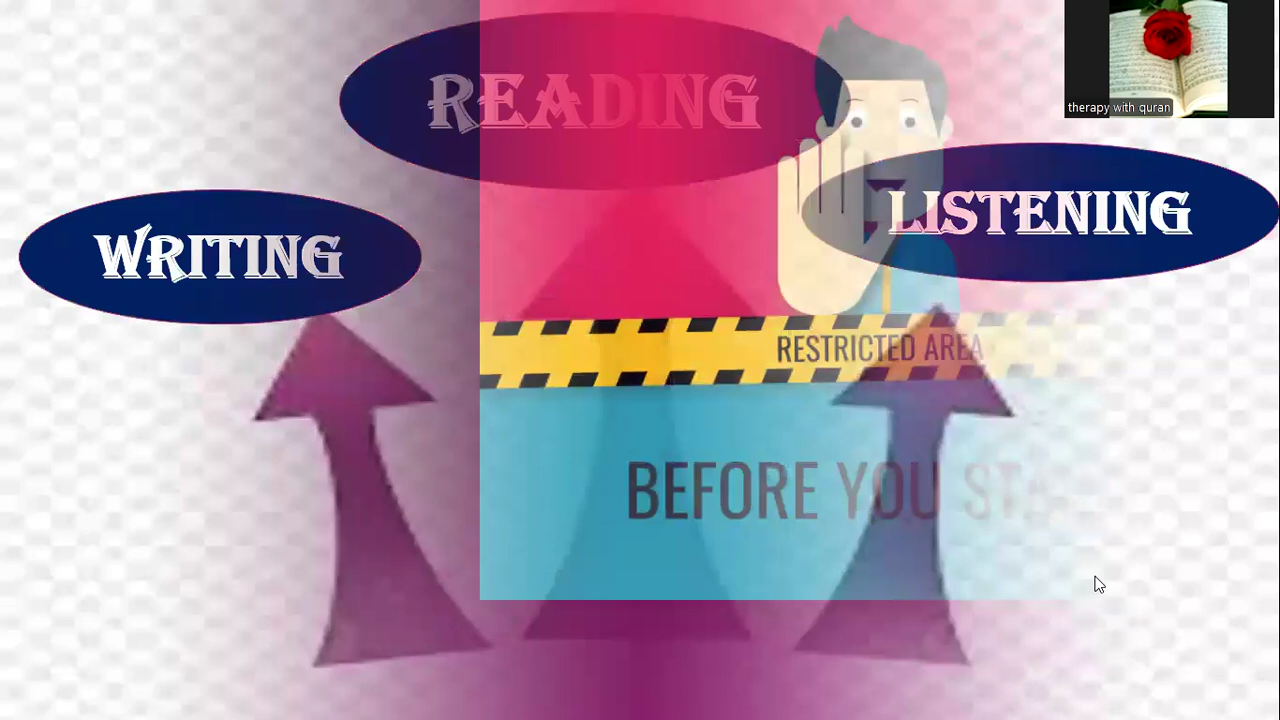 READING
therapy with quran
LISTENING
WRITING
RESTRICTED AREA
BEFORE YOU